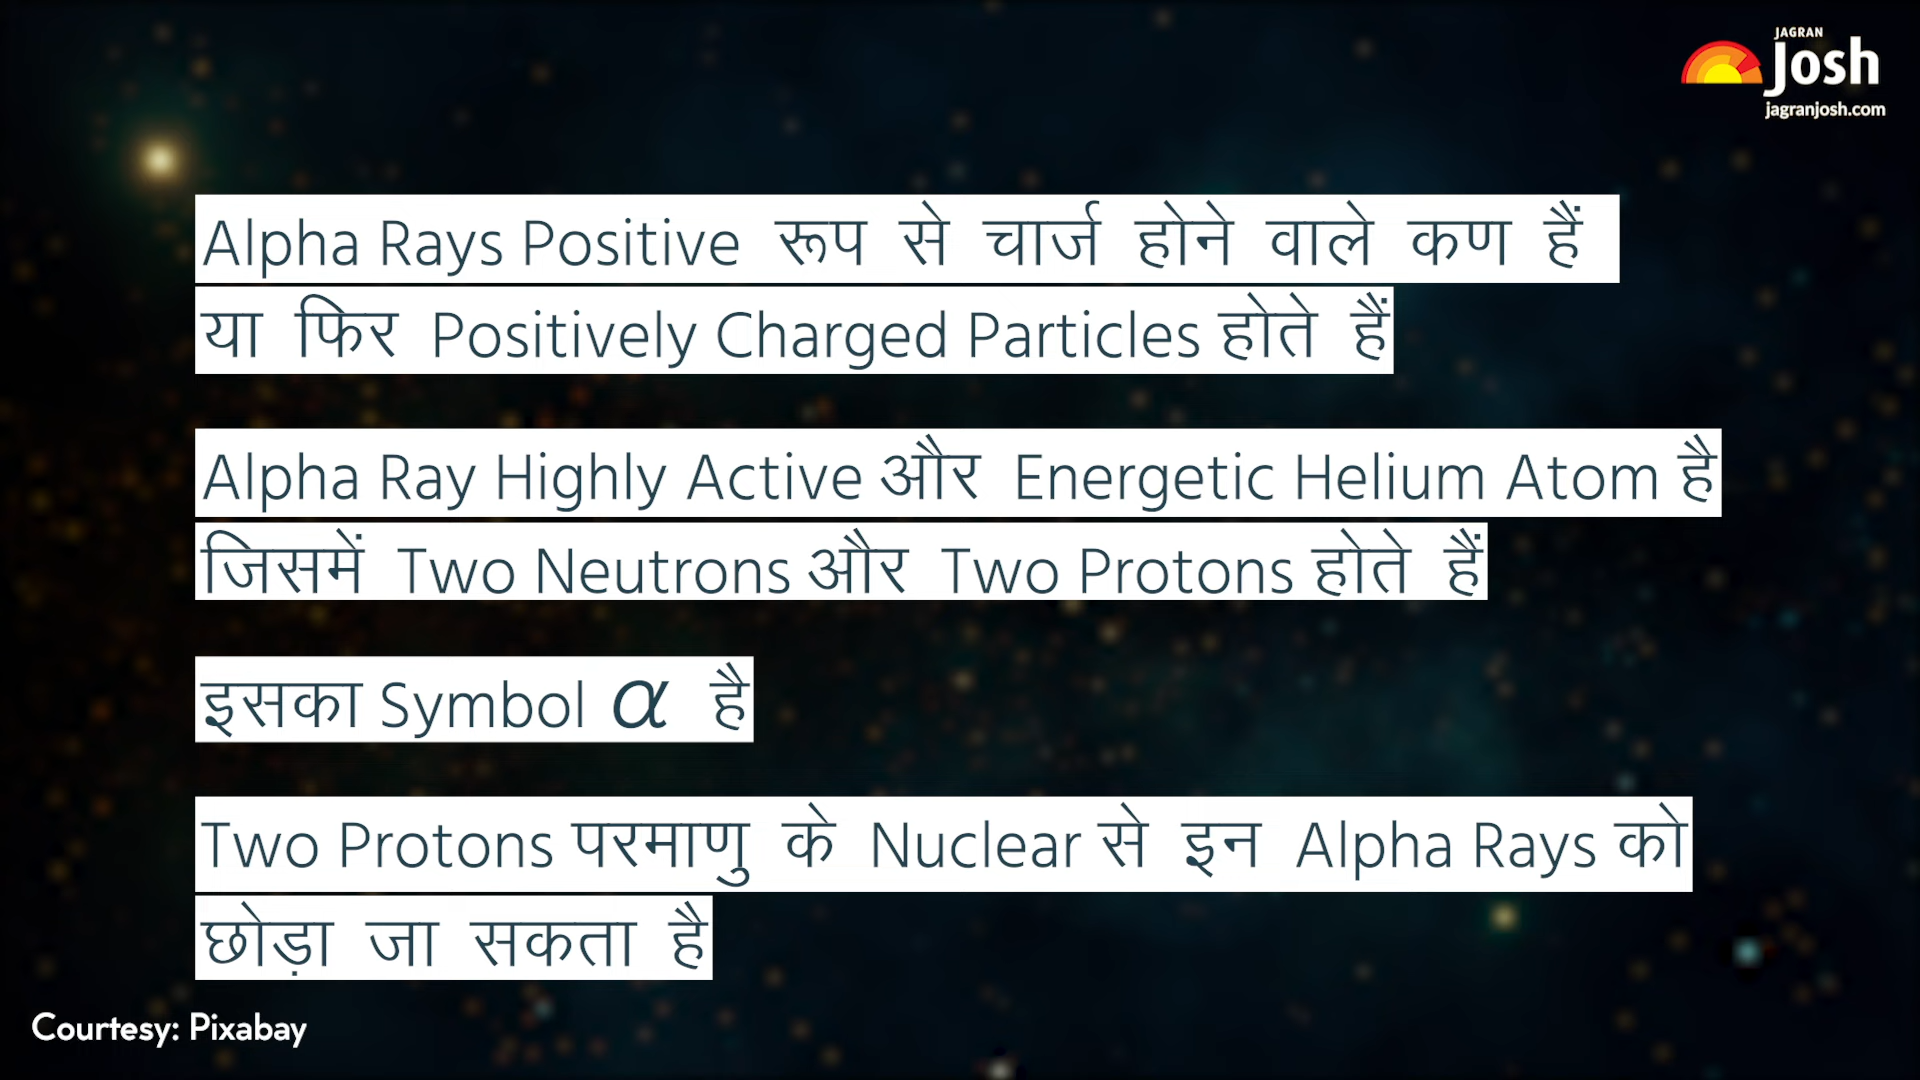 JAGRAN
Josh
jagranjosh.com
Alpha Rays Positive रूप से चार्ज होने वाले कण हैं
या फिर Positively Charged Particles होते हैं
Alpha Ray Highly Active और Energetic Helium Atom है
जिसमें Two Neutrons और Two Protons होते हैं
इसका Symbol α है
Two Protons परमाणु के Nuclear से इन Alpha Rays को
छोड़ा जा सकता है
Courtesy: Pixabay